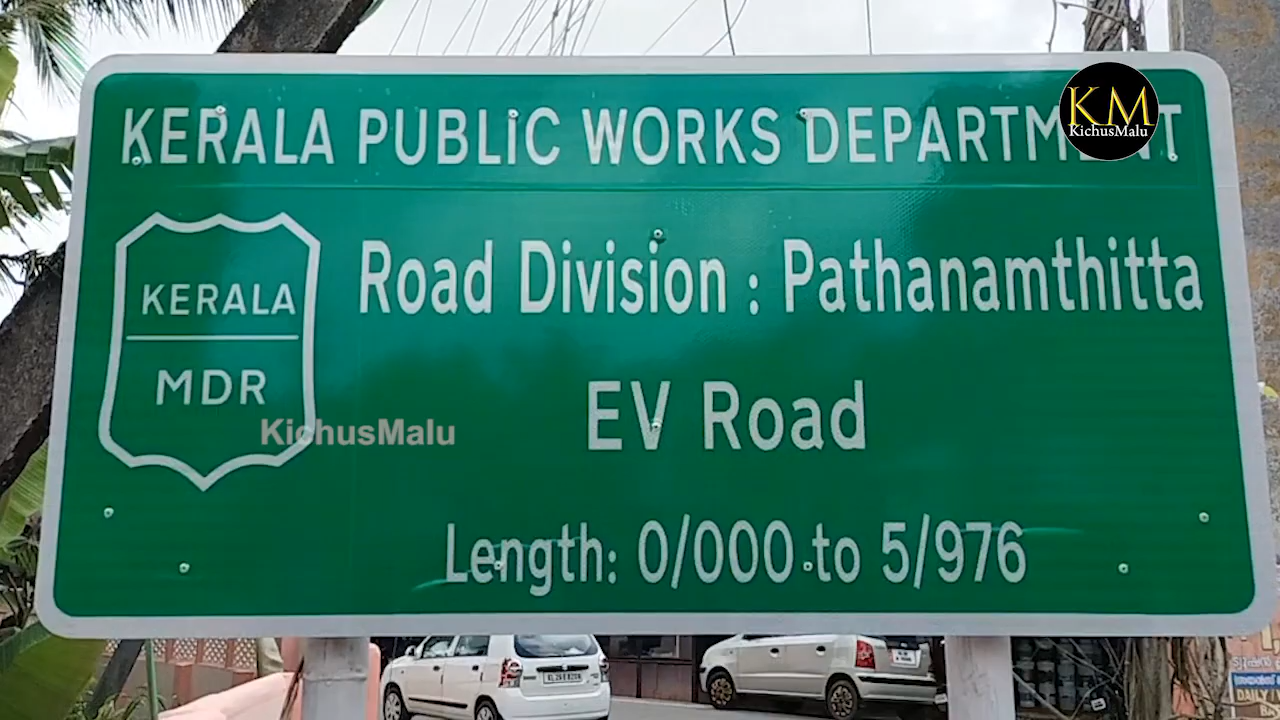 KERALA PUBLIC WORKS DEPARTMENT
KM
KichusMalu
Road Division : Pathanamthitta
KERALA
MDR
KichusMalu
EV Road
Length: 0/000 to 5/976
DAILY